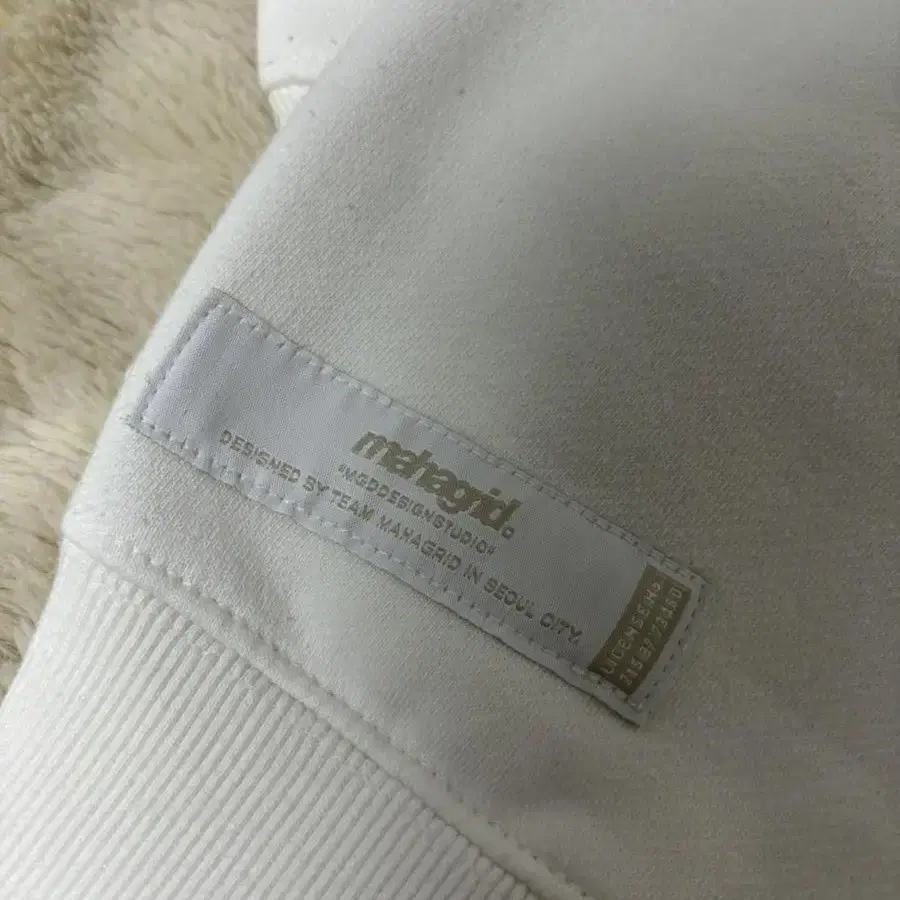 mahagrid
"MGDDESIGNSTUDIO"
DESIGNED BY TEAM MAHAGRID IN SEOUL CITY.
LICENSE.NO